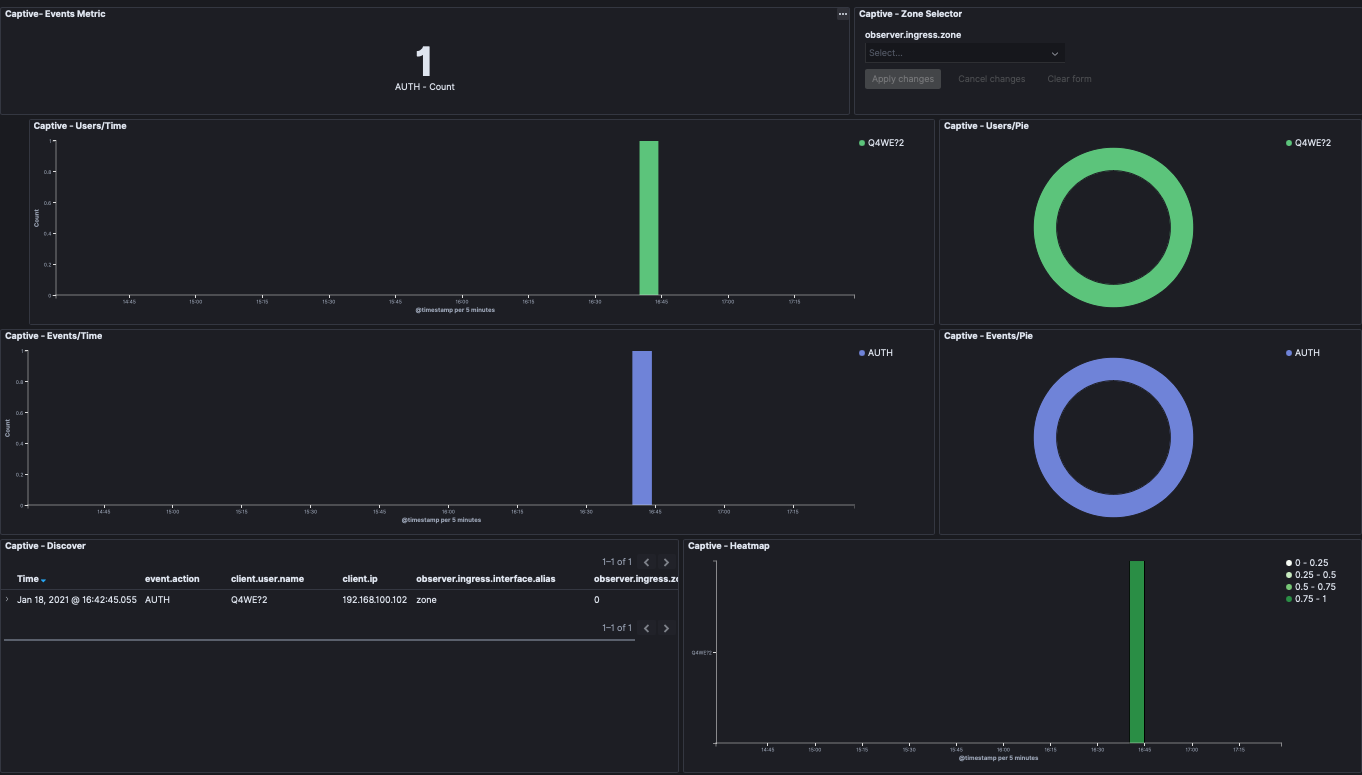 Captive- Events Metric
1
AUTH - Count
Captive - Zone Selector
observer.ingress.zone
Select...
Apply changes Cancel changes Clear form
Captive - Users/Time
Count
1
0.8
0.6
0.4
0.2
0
14:45 15:00 15:15 15:30 15:45 16:00 16:15 16:30 16:45 17:00 17:15
@timestamp per 5 minutes
Q4WE?2
Captive - Users/Pie
Q4WE?2
Captive - Events/Time
Count
1
0.8
0.6
0.4
0.2
0
14:45 15:00 15:15 15:30 15:45 16:00 16:15 16:30 16:45 17:00 17:15
@timestamp per 5 minutes
AUTH
Captive - Events/Pie
AUTH
Captive - Discover
1–1 of 1
Time event.action client.user.name client.ip observer.ingress.interface.alias observer.ingress.zo
Jan 18, 2021 @ 16:42:45.055 AUTH Q4WE?2 192.168.100.102 zone 0
1–1 of 1
Captive - Heatmap
Q4WE?2
14:45 15:00 15:15 15:30 15:45 16:00 16:15 16:30 16:45 17:00 17:15
@timestamp per 5 minutes
0 - 0.25
0.25 - 0.5
0.5 - 0.75
0.75 - 1